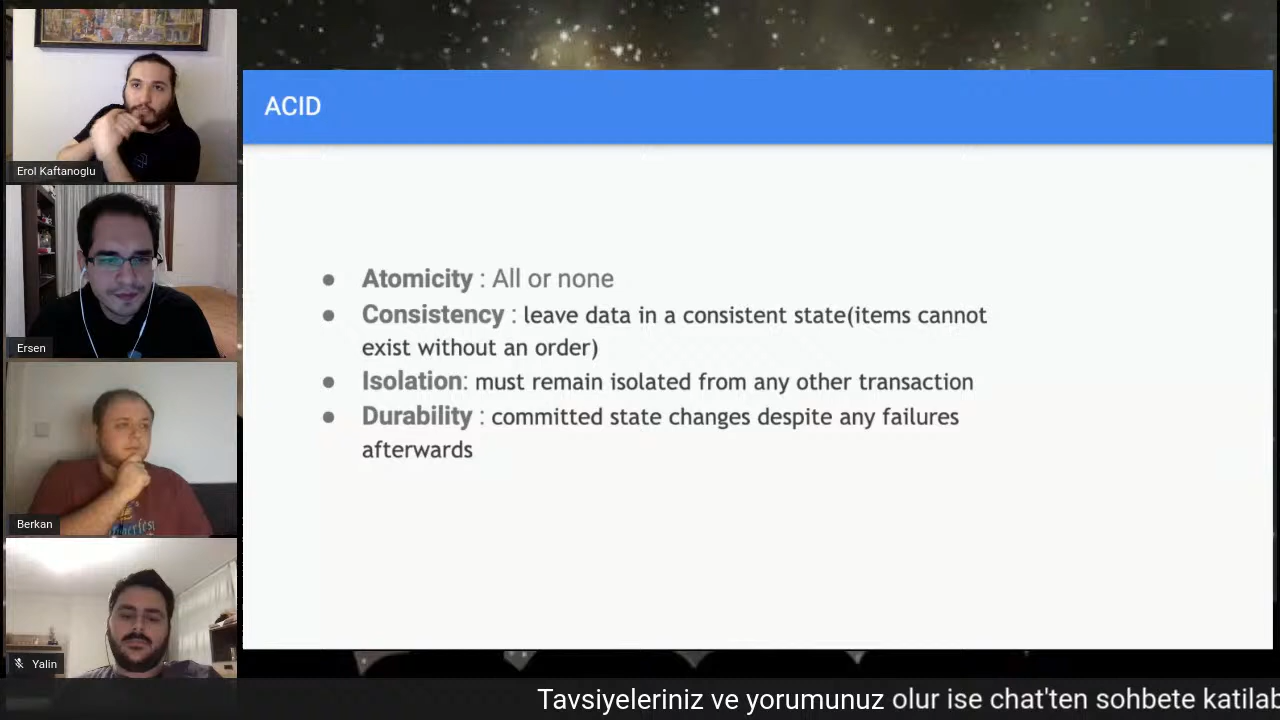 Erol Kaftanoglu
Ersen
Berkan
Yalin
ACID
● Atomicity : All or none
● Consistency : leave data in a consistent state(items cannot
exist without an order)
● Isolation: must remain isolated from any other transaction
● Durability : committed state changes despite any failures
afterwards
Tavsiyeleriniz ve yorumunuz olur ise chat'ten sohbete katilab